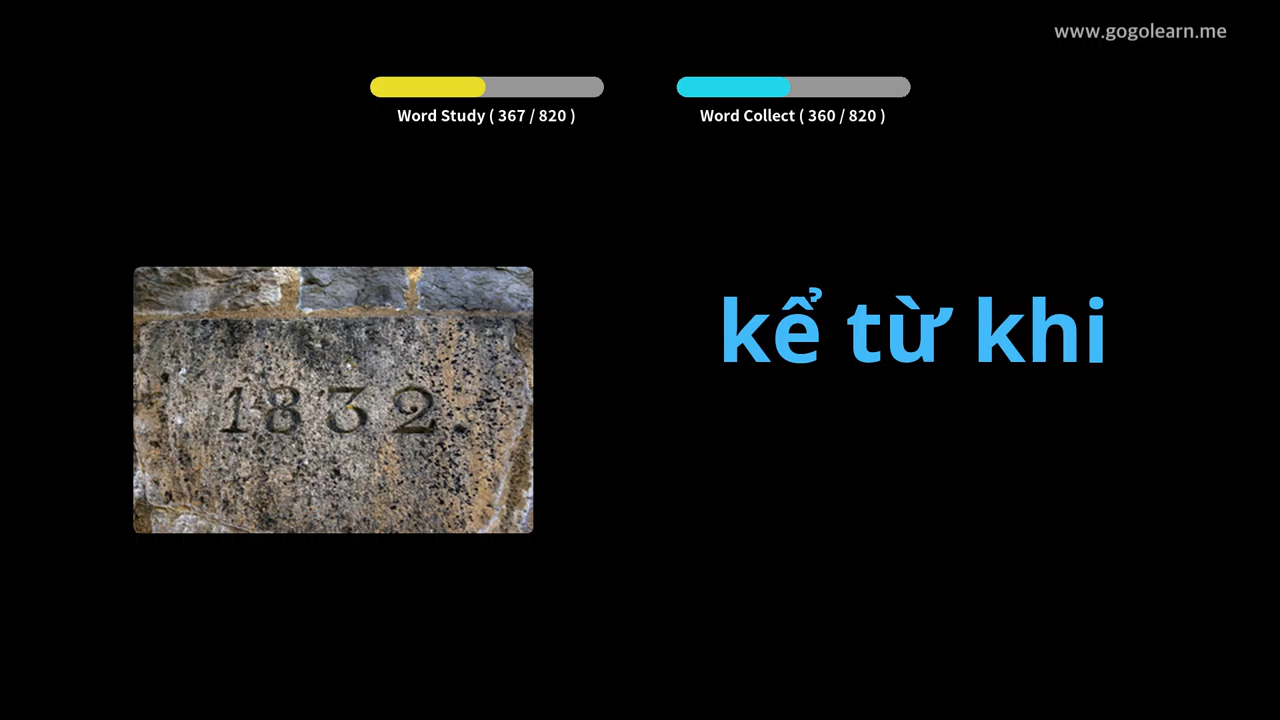 www.gogolearn.me
Word Study ( 367 / 820 )
Word Collect ( 360 / 820 )
1832.
kể từ khi